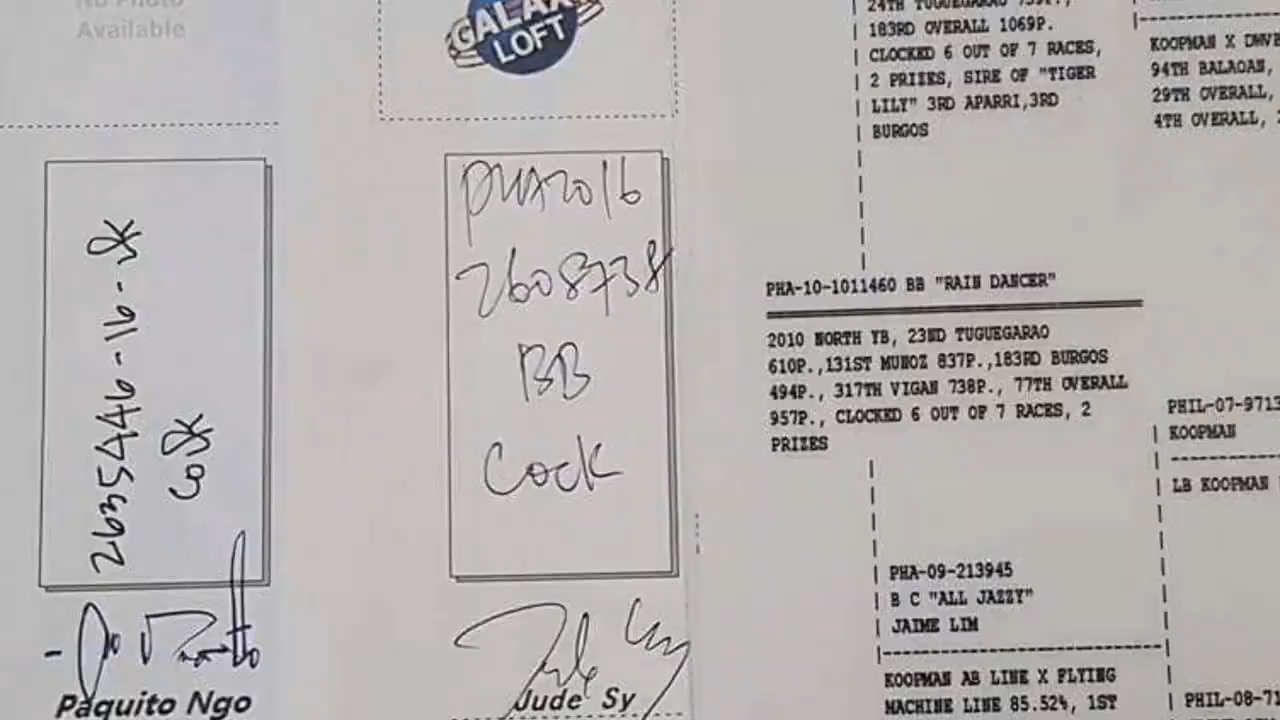 No Photo
Available
GALAX
LOFT
2635446-16-SK
PHA2016
2608738
BB
Cock
Paquito Ngo
Jude Sy
24TH TUGUEGARAO
183RD OVERALL 1069P.
CLOCKED 6 OUT OF 7 RACES,
2 PRIZES, SIRE OF "TIGER
LILY" 3RD APARRI,3RD
BURGOS
KOOPMAN X
94TH BALAOAN,
29TH OVERALL,
4TH OVERALL,
PHA-10-1011460 BB "RAIN DANCER"
2010 NORTH YB, 23ND TUGUEGARAO
610P.,131ST MUNOZ 837P.,183RD BURGOS
494P., 317TH VIGAN 738P., 77TH OVERALL
957P., CLOCKED 6 OUT OF 7 RACES, 2
PRIZES
PHIL-07-9713
KOOPMAN
LB KOOPMAN
PHA-09-213945
B C "ALL JAZZY"
JAIME LIM
KOOPMAN AB LINE X FLYING
MACHINE LINE 85.52%, 1ST
PHIL-08-71